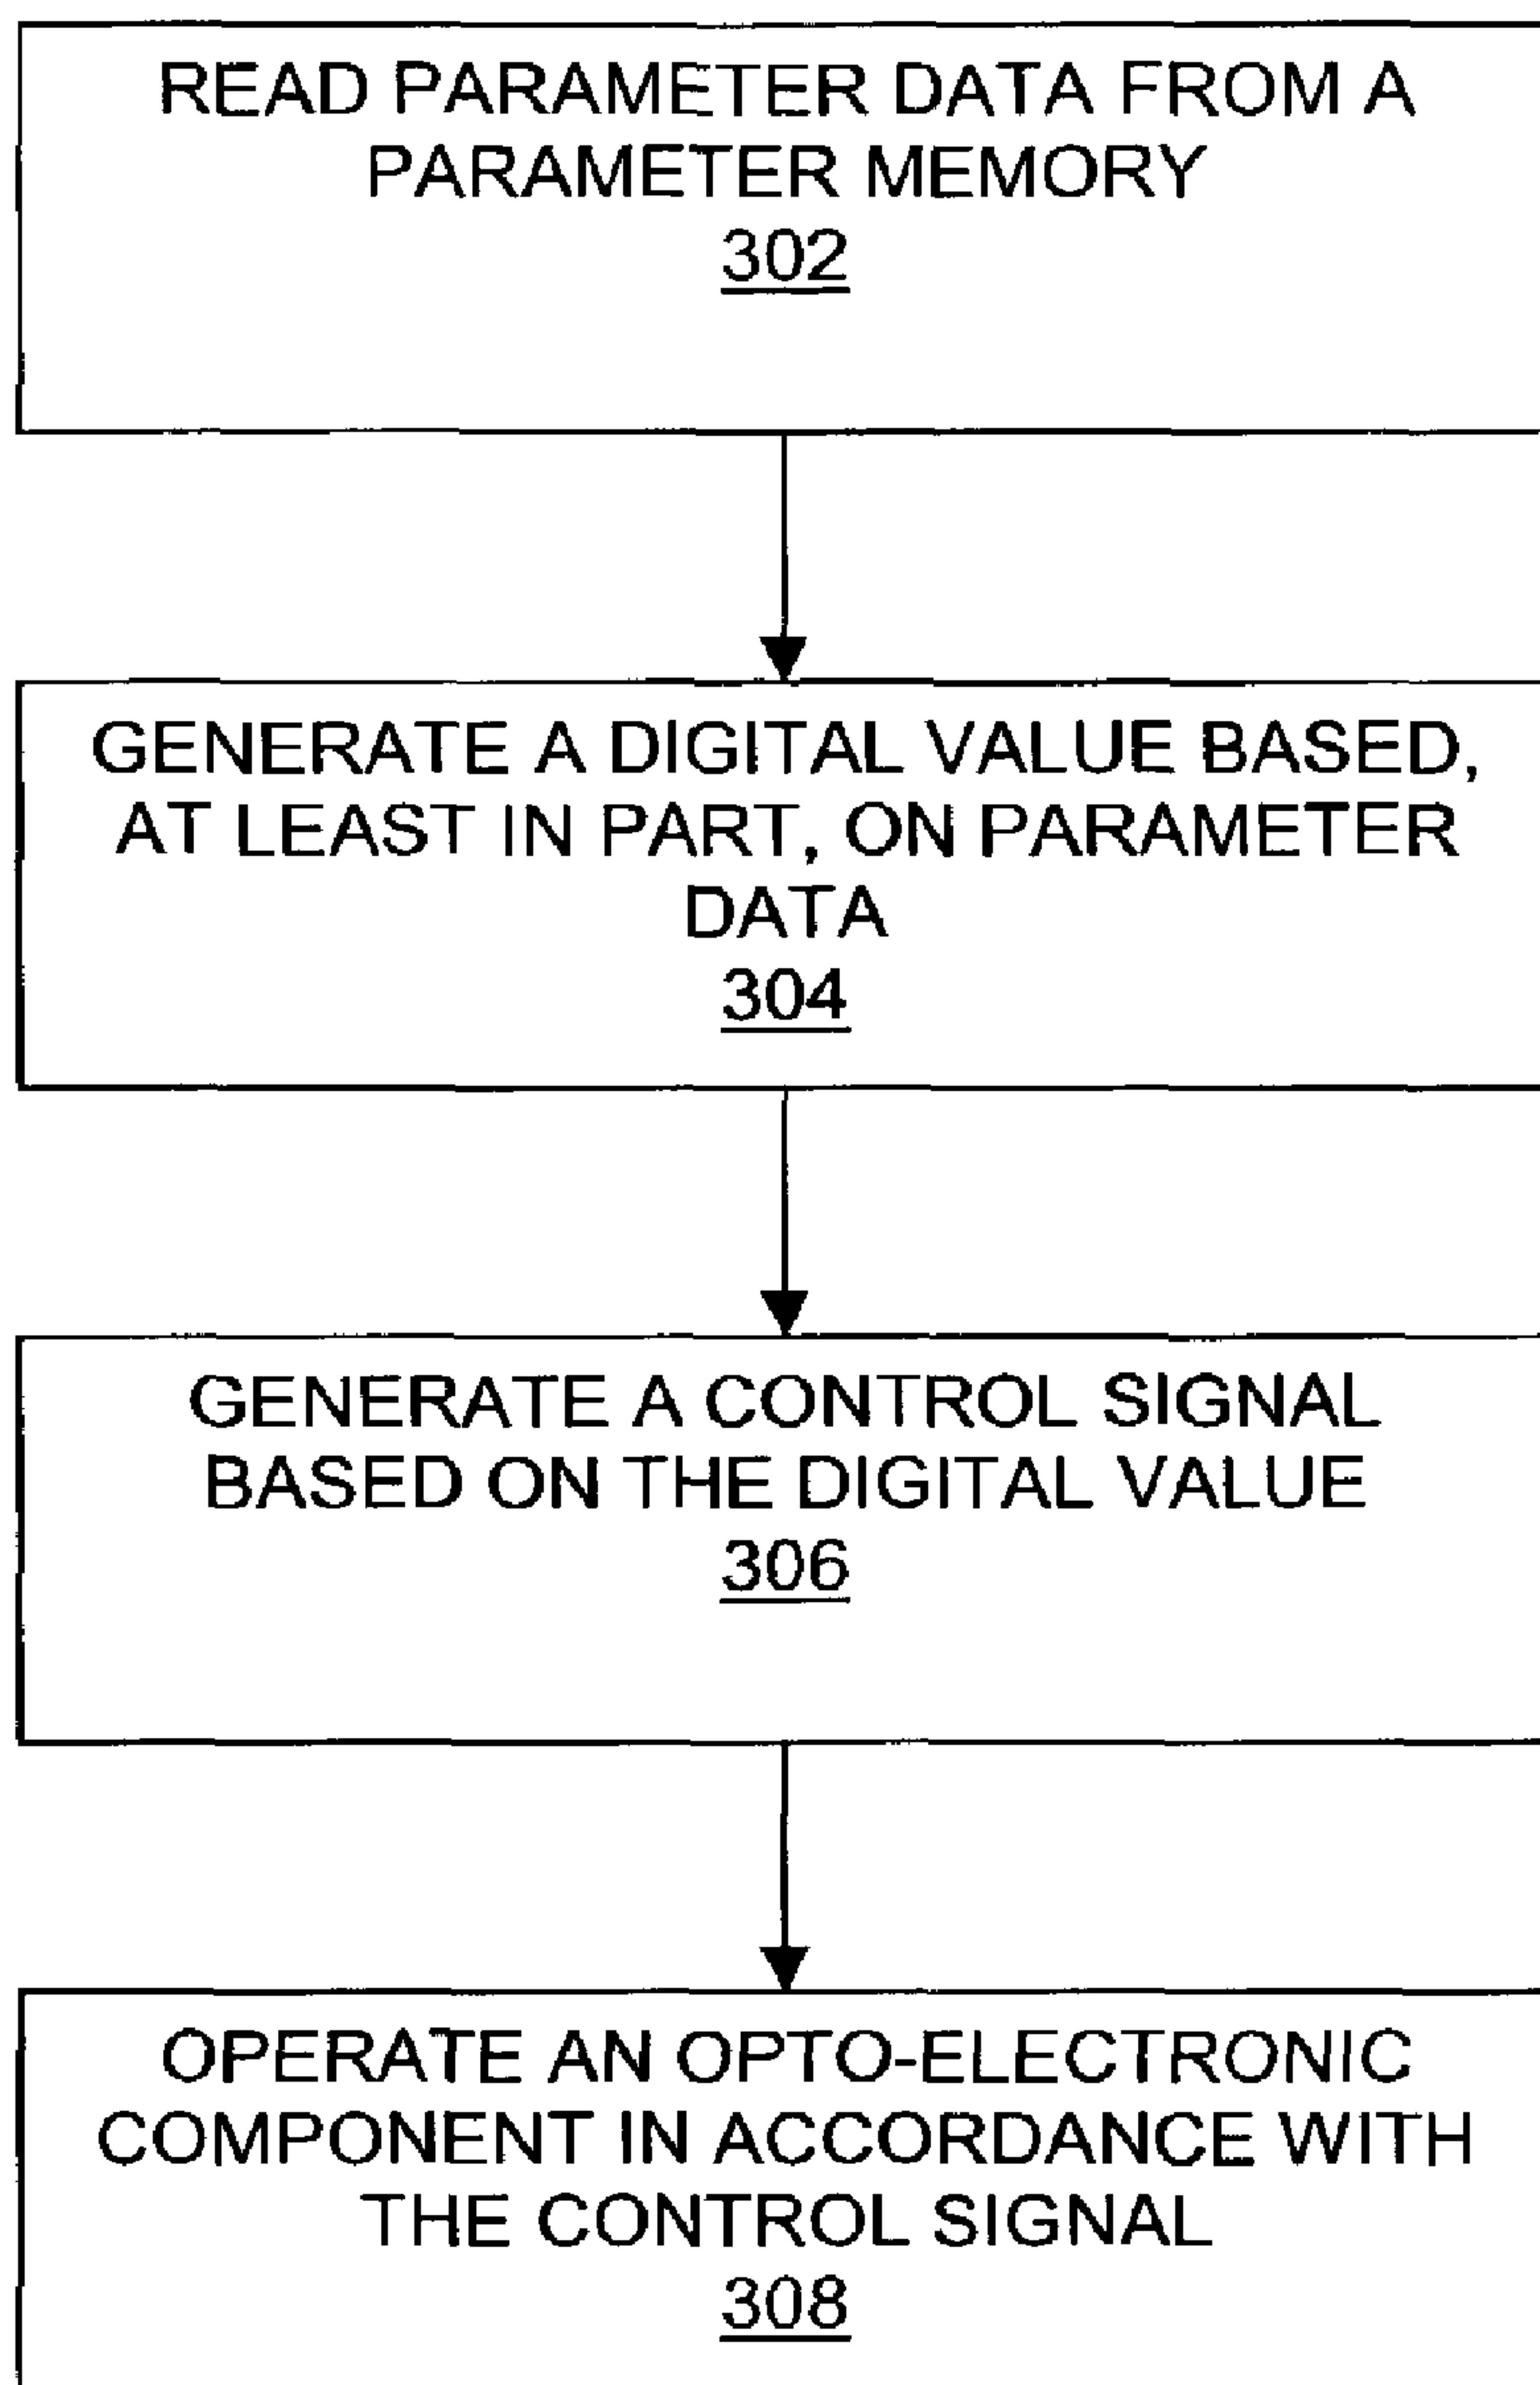 READ PARAMETER DATA FROM A
PARAMETER MEMORY
302
GENERATE A DIGITAL VALUE BASED,
AT LEAST IN PART, ON PARAMETER
DATA
304
GENERATE A CONTROL SIGNAL
BASED ON THE DIGITAL VALUE
306
OPERATE AN OPTO-ELECTRONIC
COMPONENT IN ACCORDANCE WITH
THE CONTROL SIGNAL
308